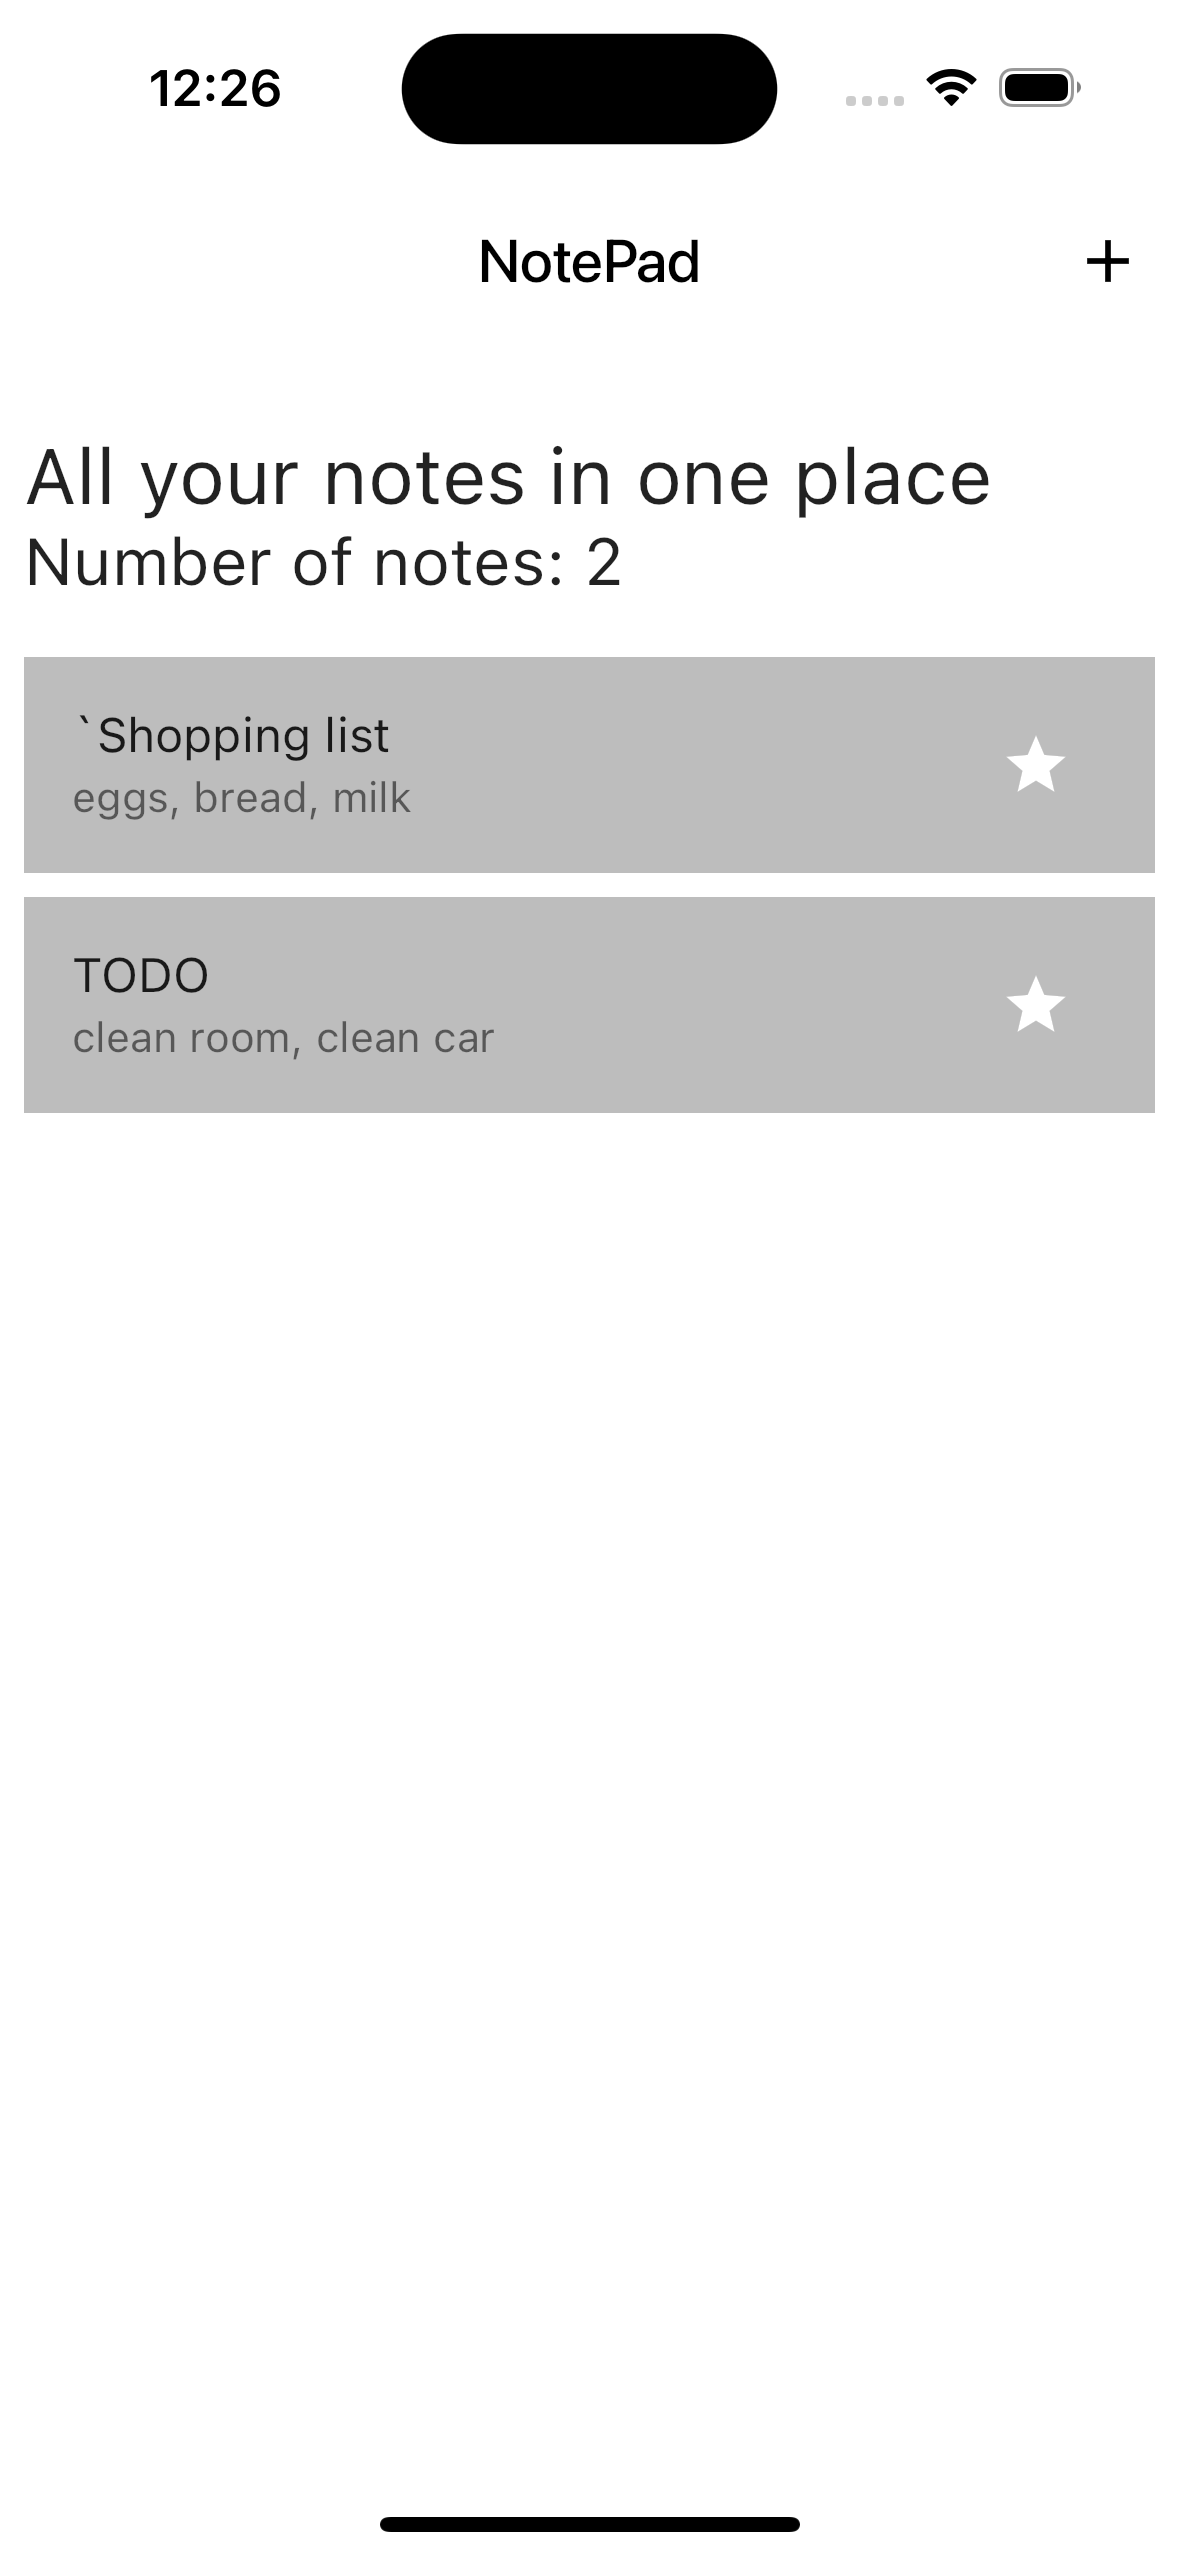 12:26
NotePad
All your notes in one place
Number of notes: 2
`Shopping list
eggs, bread, milk
TODO
clean room, clean car